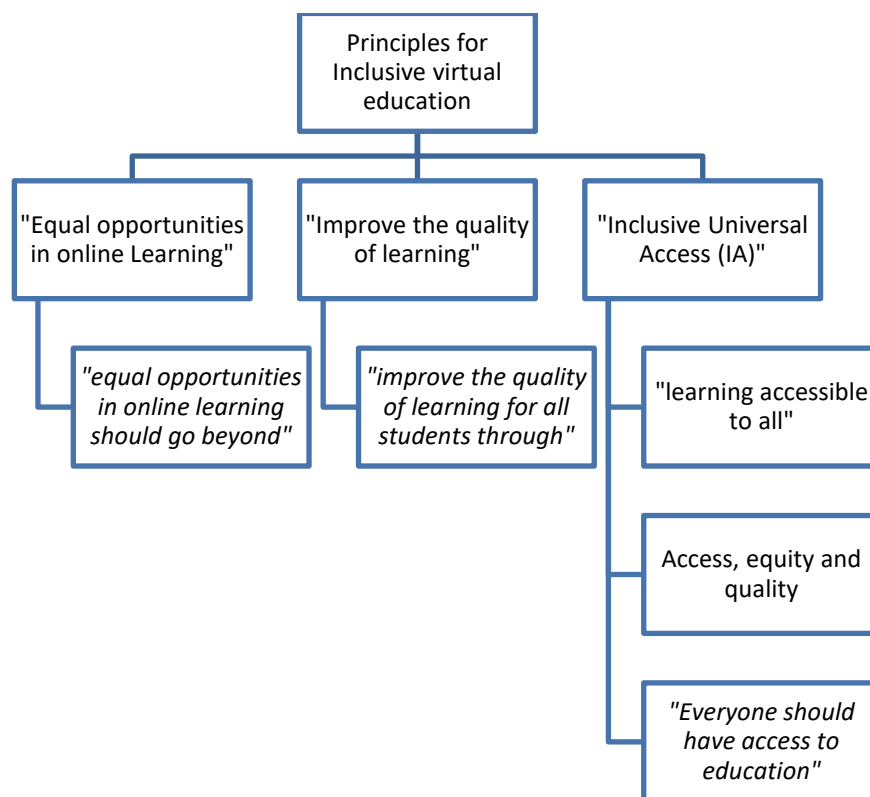 Principles for
Inclusive virtual
education
"Equal opportunities
in online Learning"
"Improve the quality
of learning"
"Inclusive Universal
Access (IA)"
"equal opportunities
in online learning
should go beyond"
"improve the quality
of learning for all
students through"
"learning accessible
to all"
Access, equity and
quality
"Everyone should
have access to
education"